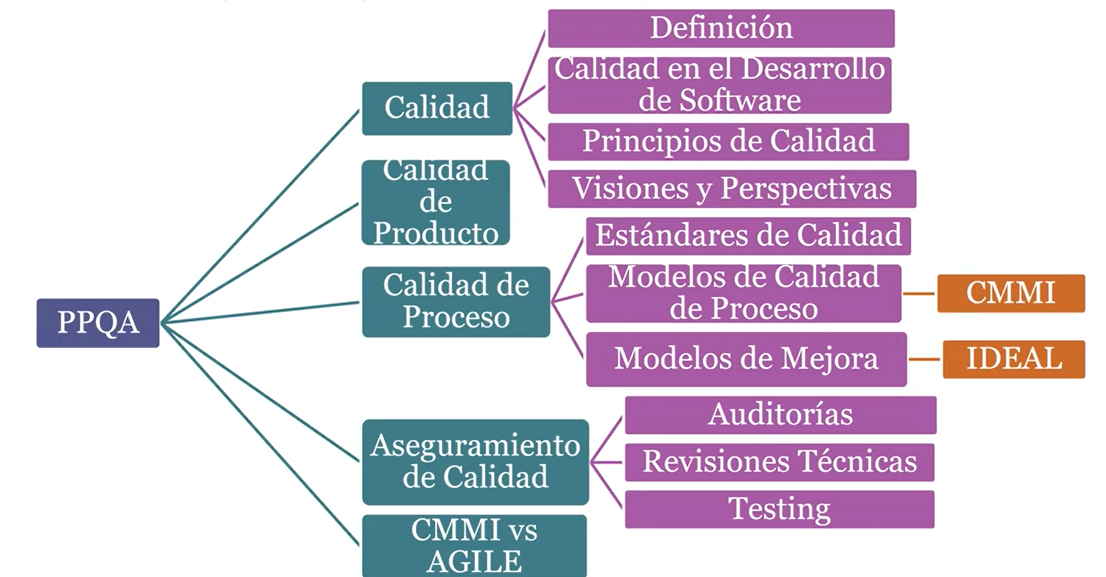 PPQA
Calidad
Definición
Calidad en el Desarrollo
de Software
Principios de Calidad
Visiones y Perspectivas
Calidad
de
Producto
Calidad de
Proceso
Estándares de Calidad
Modelos de Calidad
de Proceso
CMMI
Modelos de Mejora
IDEAL
Aseguramiento
de Calidad
Auditorías
Revisiones Técnicas
Testing
CMMI vs
AGILE